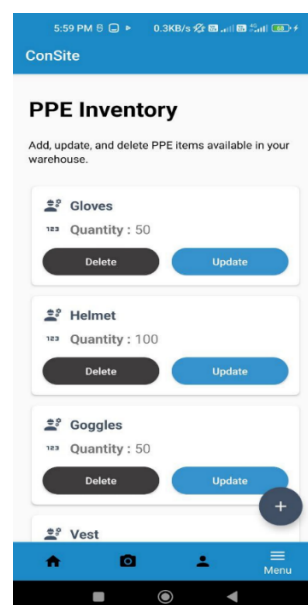 5:59 PM 0.3KB/s
ConSite
PPE Inventory
Add, update, and delete PPE items available in your
warehouse.
Gloves
123 Quantity : 50
Delete Update
Helmet
123 Quantity : 100
Delete Update
Goggles
123 Quantity : 50
Delete Update
+
Vest
Menu